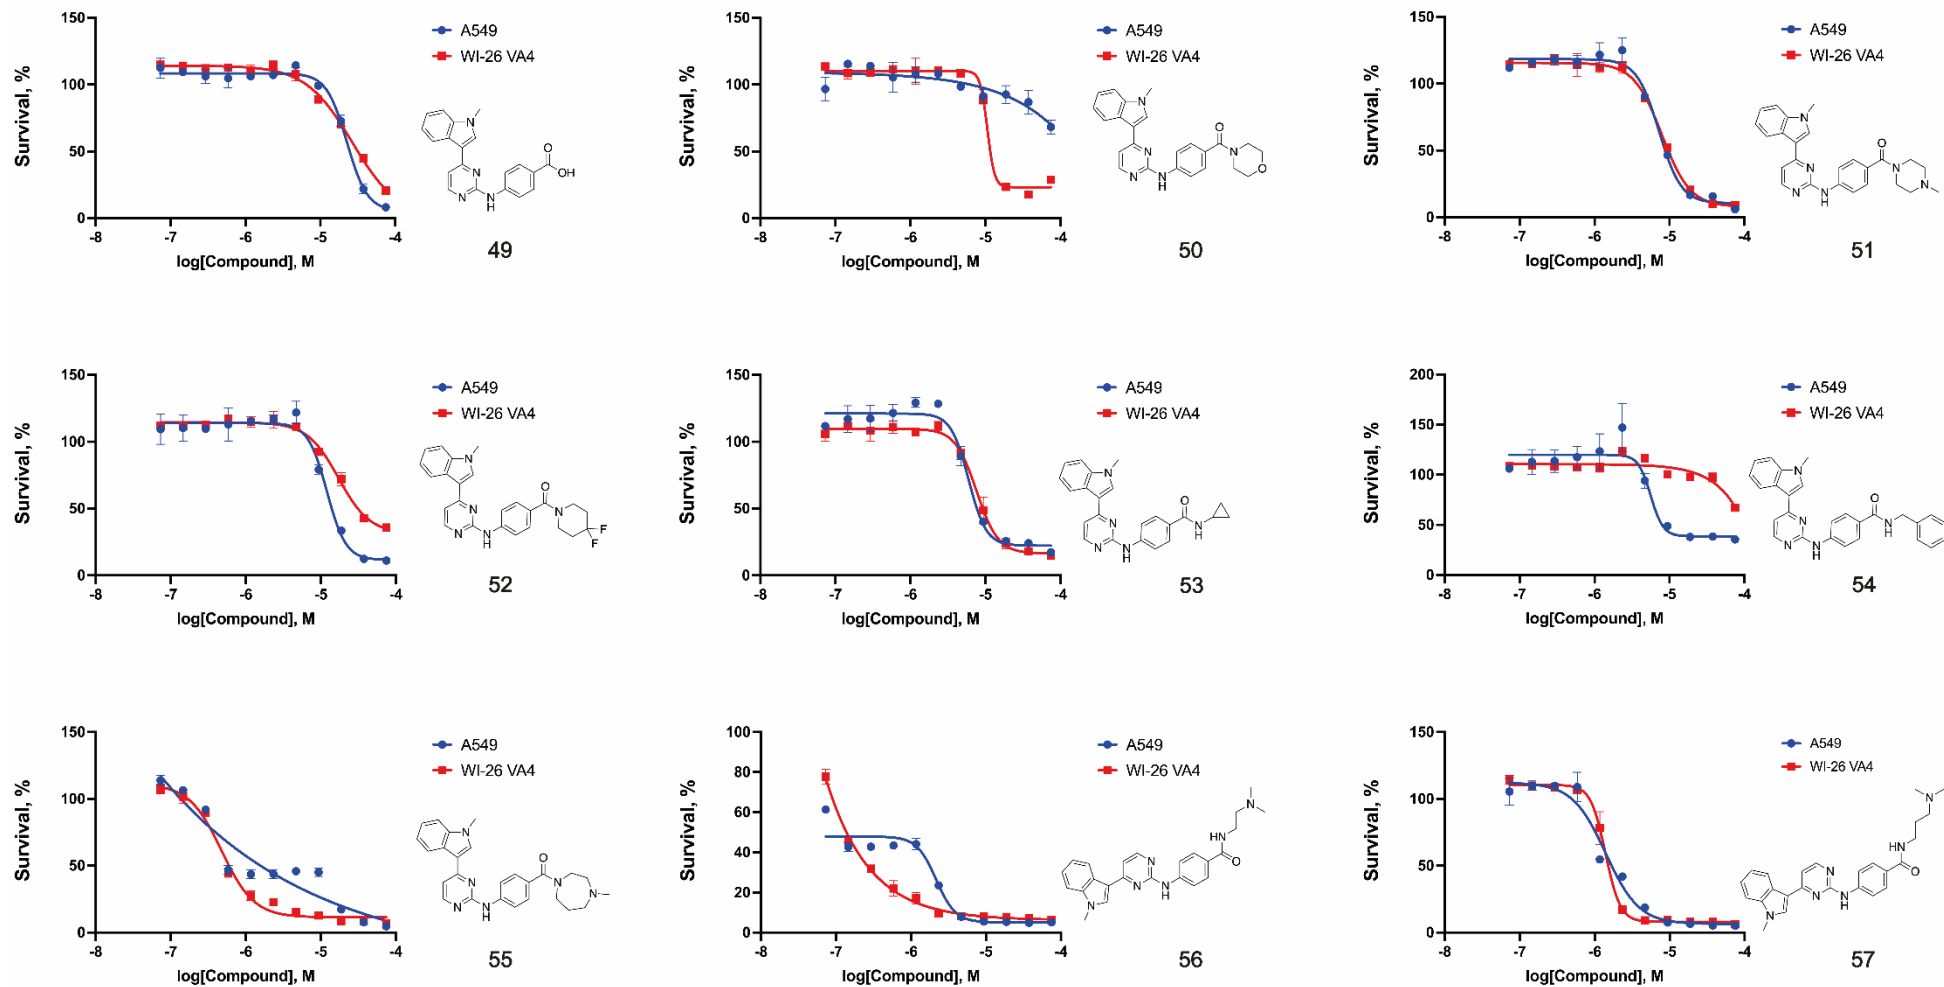 150
100
50
0
Survival, %
-8 -7 -6 -5 -4
log[Compound], M
A549
WI-26 VA4
N
N
N
N
H
O
OH
49
150
100
50
0
Survival, %
-8 -7 -6 -5 -4
log[Compound], M
A549
WI-26 VA4
N
N
N
N
H
O
N
O
50
150
100
50
0
Survival, %
-8 -7 -6 -5 -4
log[Compound], M
A549
WI-26 VA4
N
N
N
N
H
O
N
N
51
150
100
50
0
Survival, %
-8 -7 -6 -5 -4
log[Compound], M
A549
WI-26 VA4
N
N
N
NH
O
N
F
F
52
150
100
50
0
Survival, %
-8 -7 -6 -5 -4
log[Compound], M
A549
WI-26 VA4
N
N
N
N
H
O
N
H
53
200
150
100
50
0
Survival, %
-8 -7 -6 -5 -4
log[Compound], M
A549
WI-26 VA4
N
N
N
NH
O
NH
54
150
100
50
0
Survival, %
-8 -7 -6 -5 -4
log[Compound], M
A549
WI-26 VA4
N
N
N
NH
O
N
N
55
100
80
60
40
20
0
Survival, %
-8 -7 -6 -5 -4
log[Compound], M
A549
WI-26 VA4
N
HN
O
N
N
N
H
N
56
150
100
50
0
Survival, %
-8 -7 -6 -5 -4
log[Compound], M
A549
WI-26 VA4
N
HN
O
N
N
N
H
N
57